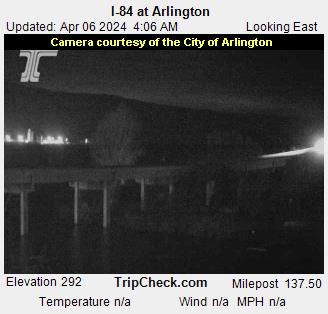 I-84 at Arlington
Updated: Apr 06 2024 4:06 AM Looking East
Camera courtesy of the City of Arlington
Elevation 292 TripCheck.com Milepost 137.50
Temperature n/a Wind n/a MPH n/a